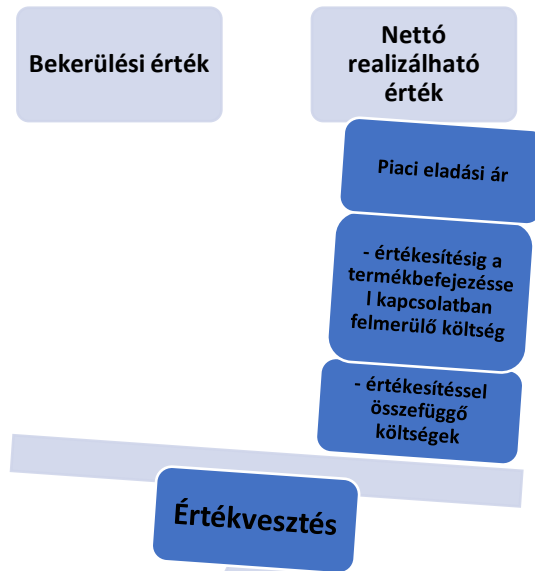 Bekerülési érték
Nettó
realizálható
érték
Piaci eladási ár
- értékesítésig a
termékbefejezésse
l kapcsolatban
felmerülő költség
- értékesítéssel
összefüggő
költségek
Értékvesztés